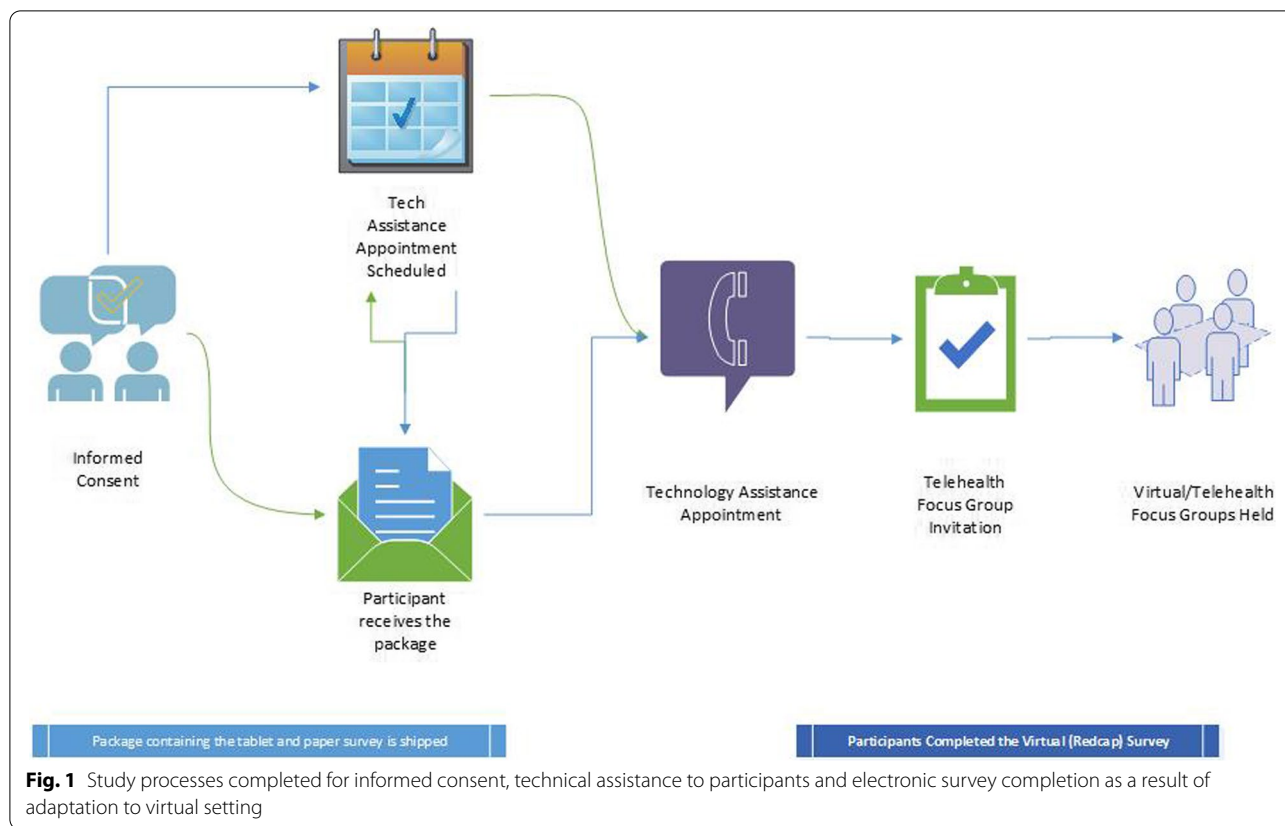 Tech
Assistance
Appointment
Scheduled
Informed
Consent
Participant
receives the
package
Technology Assistance
Appointment
Telehealth
Focus Group
Invitation
Virtual/Telehealth
Focus Groups Held
Package containing the tablet and paper survey is shipped
Participants Completed the Virtual (Redcap) Survey
Fig. 1 Study processes completed for informed consent, technical assistance to participants and electronic survey completion as a result of
adaptation to virtual setting